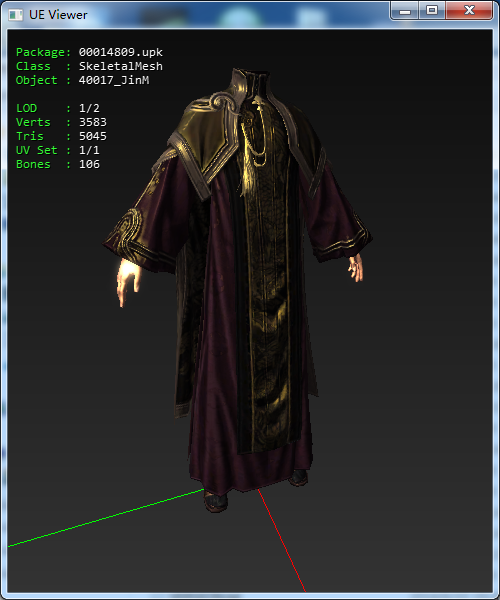 UE Viewer
Package: 00014809.upk
Class : SkeletalMesh
Object : 40017_JinM
LOD : 1/2
Verts : 3583
Tris : 5045
UV Set : 1/1
Bones : 106